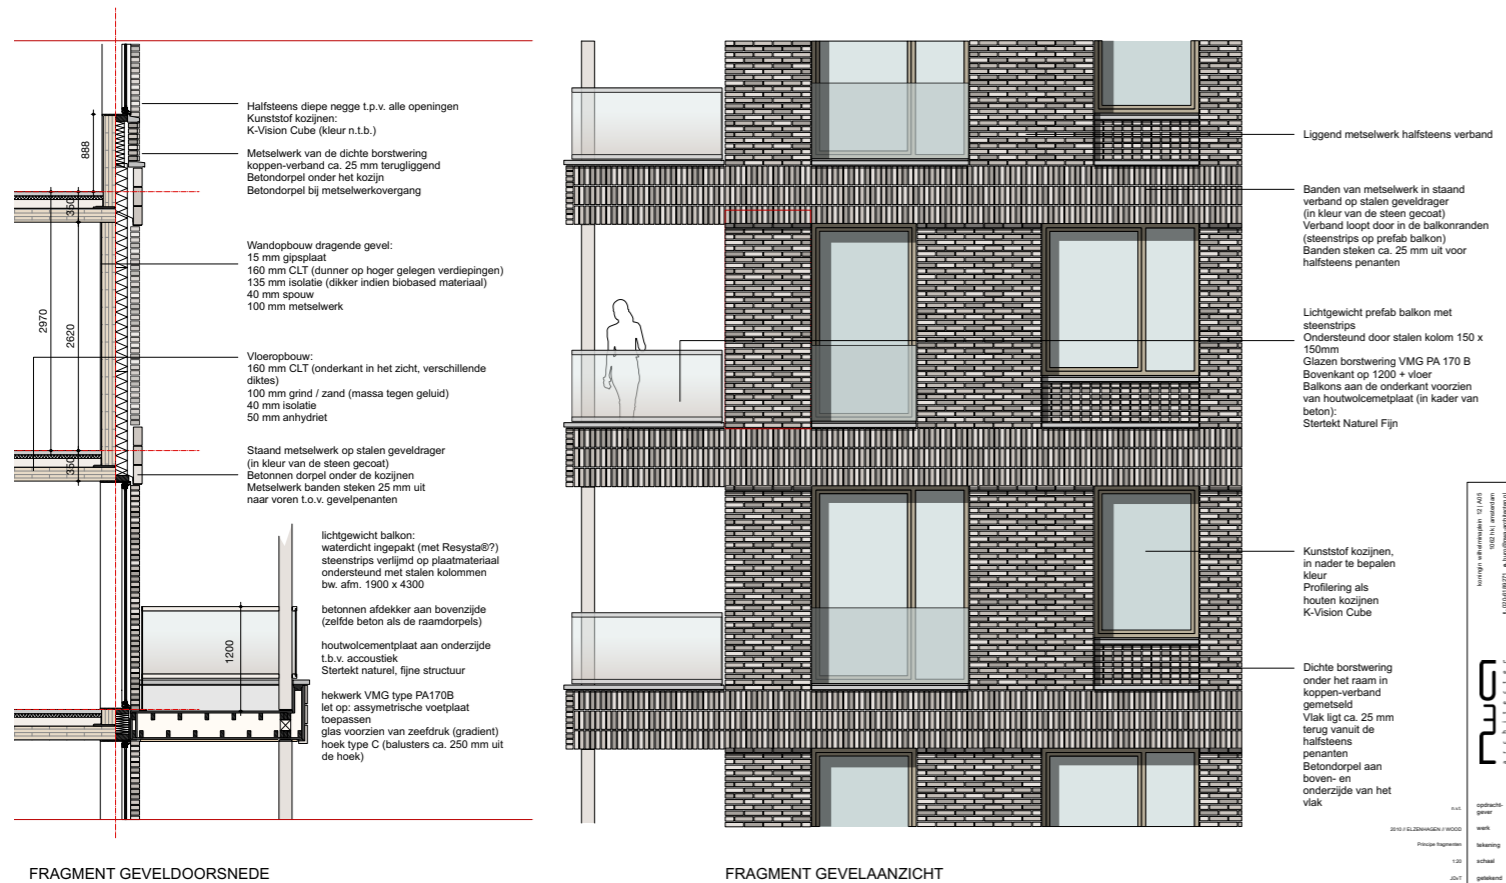 Halfsteens diepe negge t.p.v. alle openingen
Kunststof kozijnen:
K-Vision Cube (kleur n.t.b.)
Metselwerk van de dichte borstwering
koppen-verband ca. 25 mm terugliggend
Betondorpel onder het kozijn
Betondorpel bij metselwerkovergang
Wandopbouw dragende gevel:
15 mm gipsplaat
160 mm CLT (dunner op hoger gelegen verdiepingen)
135 mm isolatie (dikker indien biobased materiaal)
40 mm spouw
100 mm metselwerk
Vloeropbouw:
160 mm CLT (onderkant in het zicht, verschillende
diktes)
100 mm grind / zand (massa tegen geluid)
40 mm isolatie
50 mm anhydriet
Staand metselwerk op stalen geveldrager
(in kleur van de steen gecoat)
Betonnen dorpel onder de kozijnen
Metselwerk banden steken 25 mm uit
naar voren t.o.v. gevelpenanten
lichtgewicht balkon:
waterdicht ingepakt (met Resysta®?)
steenstrips verlijmd op plaatmateriaal
ondersteund met stalen kolommen
bw. afm. 1900 x 4300
betonnen afdekker aan bovenzijde
(zelfde beton als de raamdorpels)
houtwolcementplaat aan onderzijde
t.b.v. accoustiek
Stertekt naturel, fijne structuur
hekwerk VMG type PA170B
let op: assymetrische voetplaat
toepassen
glas voorzien van zeefdruk (gradient)
hoek type C (balusters ca. 250 mm uit
de hoek)
888
350
2970
2620
350
1200
FRAGMENT GEVELDOORSNEDE
Liggend metselwerk halfsteens verband
Banden van metselwerk in staand
verband op stalen geveldrager
(in kleur van de steen gecoat)
Verband loopt door in de balkonranden
(steenstrips op prefab balkon)
Banden steken ca. 25 mm uit voor
halfsteens penanten
Lichtgewicht prefab balkon met
steenstrips
Ondersteund door stalen kolom 150 x
150mm
Glazen borstwering VMG PA 170 B
Bovenkant op 1200 + vloer
Balkons aan de onderkant voorzien
van houtwolcemetplaat (in kader van
beton):
Stertekt Naturel Fijn
Kunststof kozijnen,
in nader te bepalen
kleur
Profilering als
houten kozijnen
K-Vision Cube
Dichte borstwering
onder het raam in
koppen-verband
gemetseld
Vlak ligt ca. 25 mm
terug vanuit de
halfsteens
penanten
Betondorpel aan
boven- en
onderzijde van het
vlak
FRAGMENT GEVELAANZICHT
koningin wilhelminaplein 12 | A05
1062 hk | amsterdam
architecten
opdracht-
gever
2010 // ELZENHAGEN // WOOD
werk
Principe fragmenten
tekening
1:20
schaal
getekend